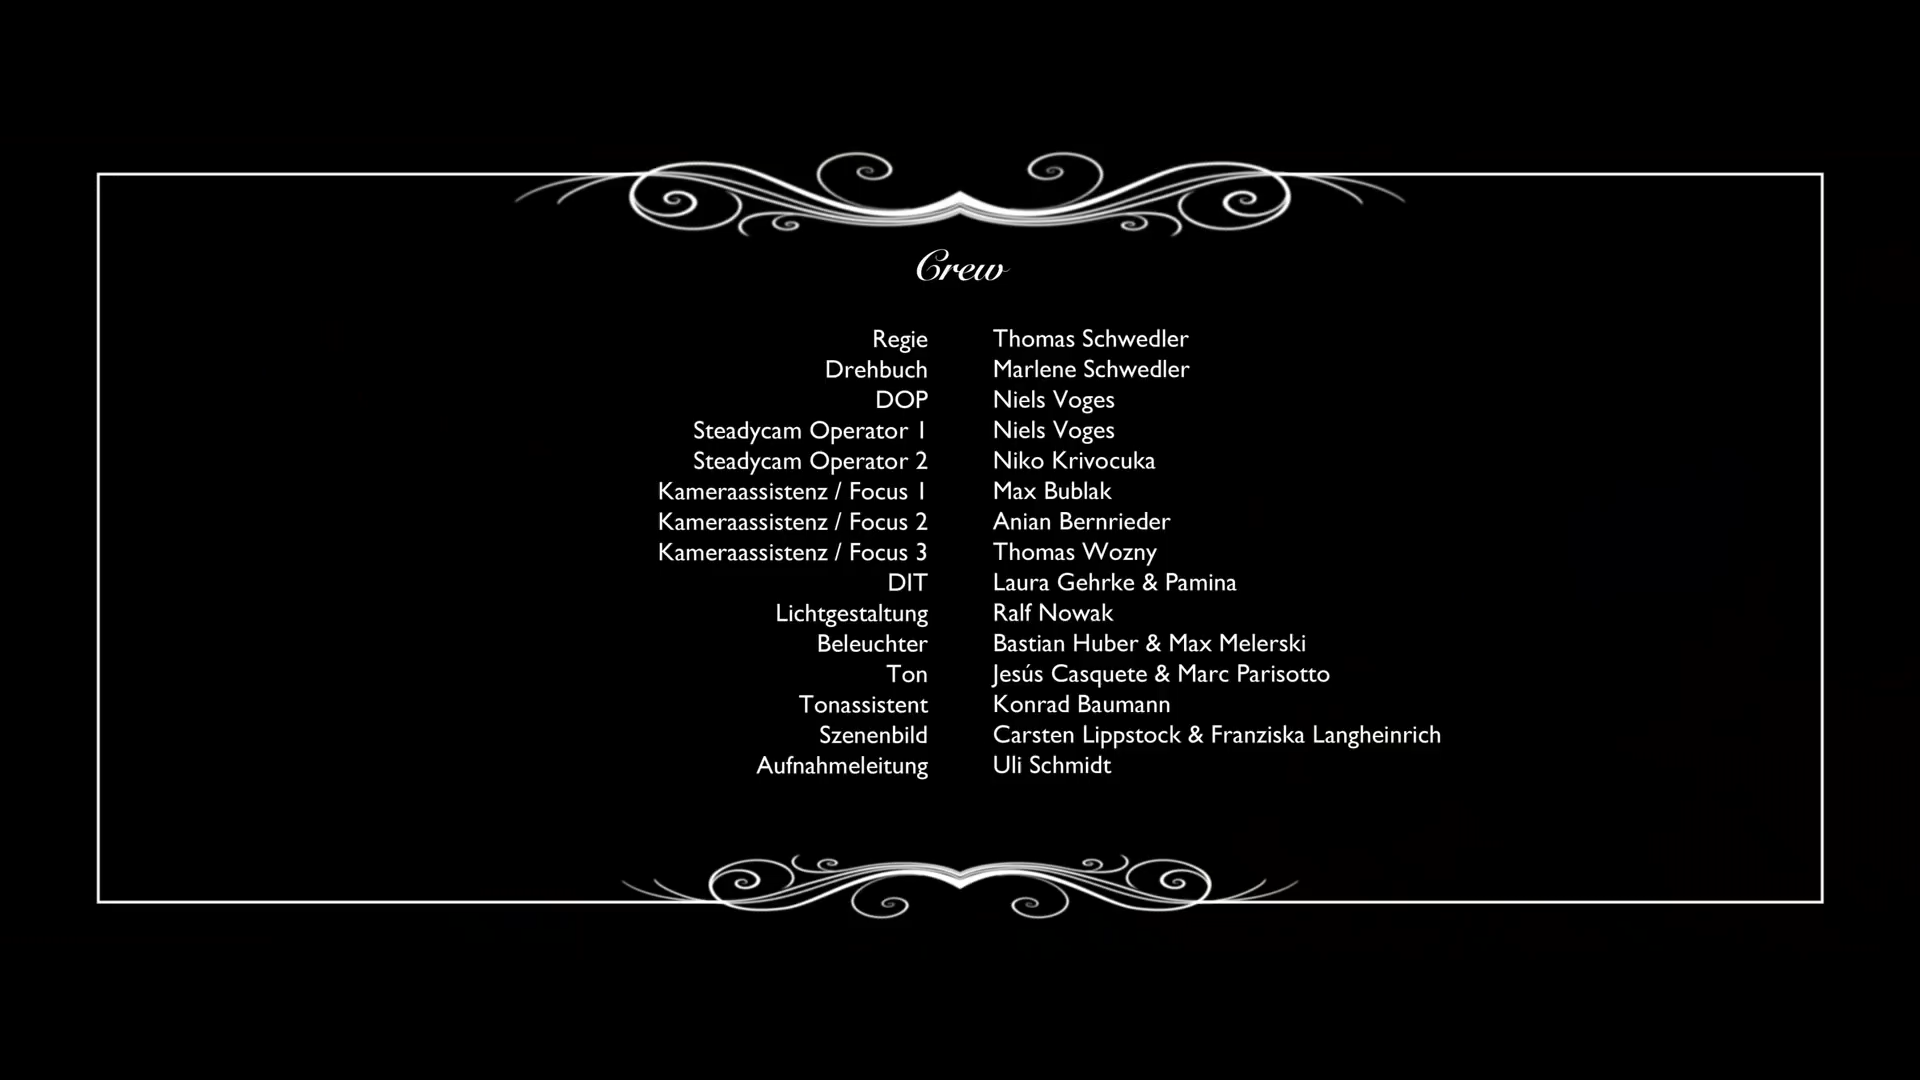 Crew
Regie Thomas Schwedler
Drehbuch Marlene Schwedler
DOP Niels Voges
Steadycam Operator 1 Niels Voges
Steadycam Operator 2 Niko Krivocuka
Kameraassistenz / Focus 1 Max Bublak
Kameraassistenz / Focus 2 Anian Bernrieder
Kameraassistenz / Focus 3 Thomas Wozny
DIT Laura Gehrke & Pamina
Lichtgestaltung Ralf Nowak
Beleuchter Bastian Huber & Max Melerski
Ton Jesús Casquete & Marc Parisotto
Tonassistent Konrad Baumann
Szenenbild Carsten Lippstock & Franziska Langheinrich
Aufnahmeleitung Uli Schmidt